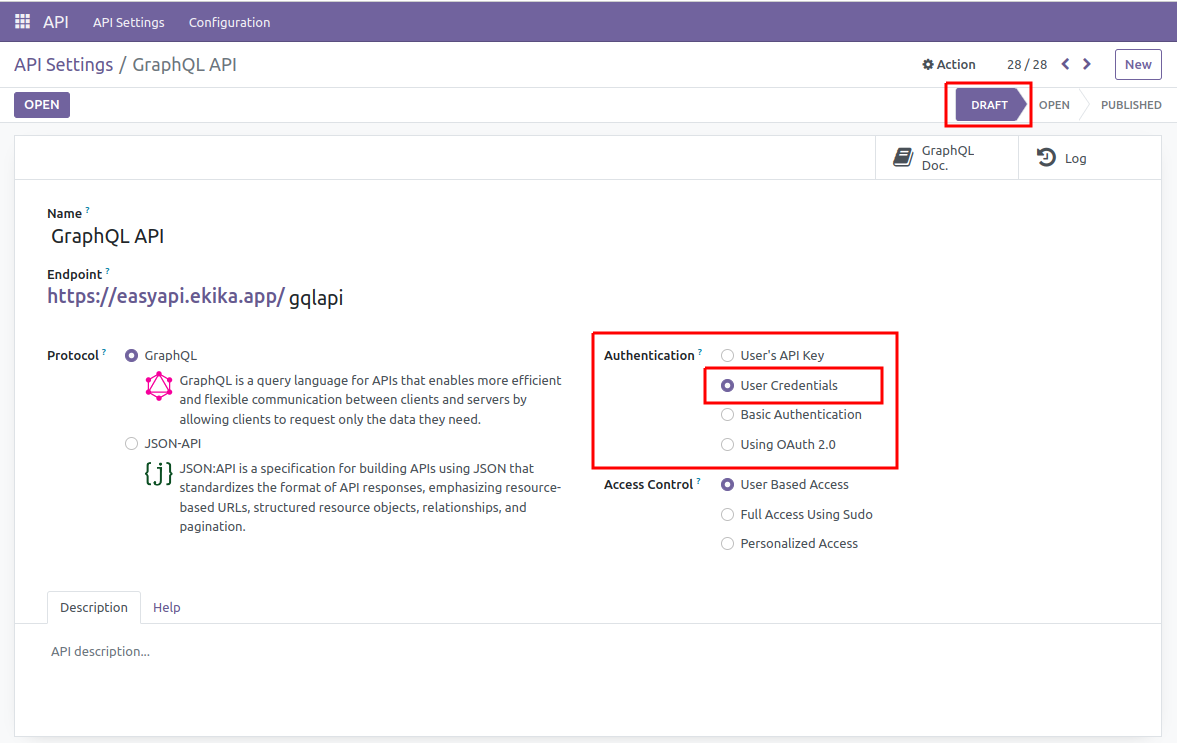 API API Settings Configuration
API Settings / GraphQL API Action 28 / 28 New
OPEN DRAFT OPEN PUBLISHED
GraphQL
Doc.
Log
Name ?
GraphQL API
Endpoint ?
https://easyapi.ekika.app/ gqlapi
Protocol ? GraphQL
GraphQL is a query language for APIs that enables more efficient
and flexible communication between clients and servers by
allowing clients to request only the data they need.
JSON-API
{j} JSON:API is a specification for building APIs using JSON that
standardizes the format of API responses, emphasizing resource-
based URLs, structured resource objects, relationships, and
pagination.
Authentication ? User's API Key
User Credentials
Basic Authentication
Using OAuth 2.0
Access Control ? User Based Access
Full Access Using Sudo
Personalized Access
Description Help
API description...